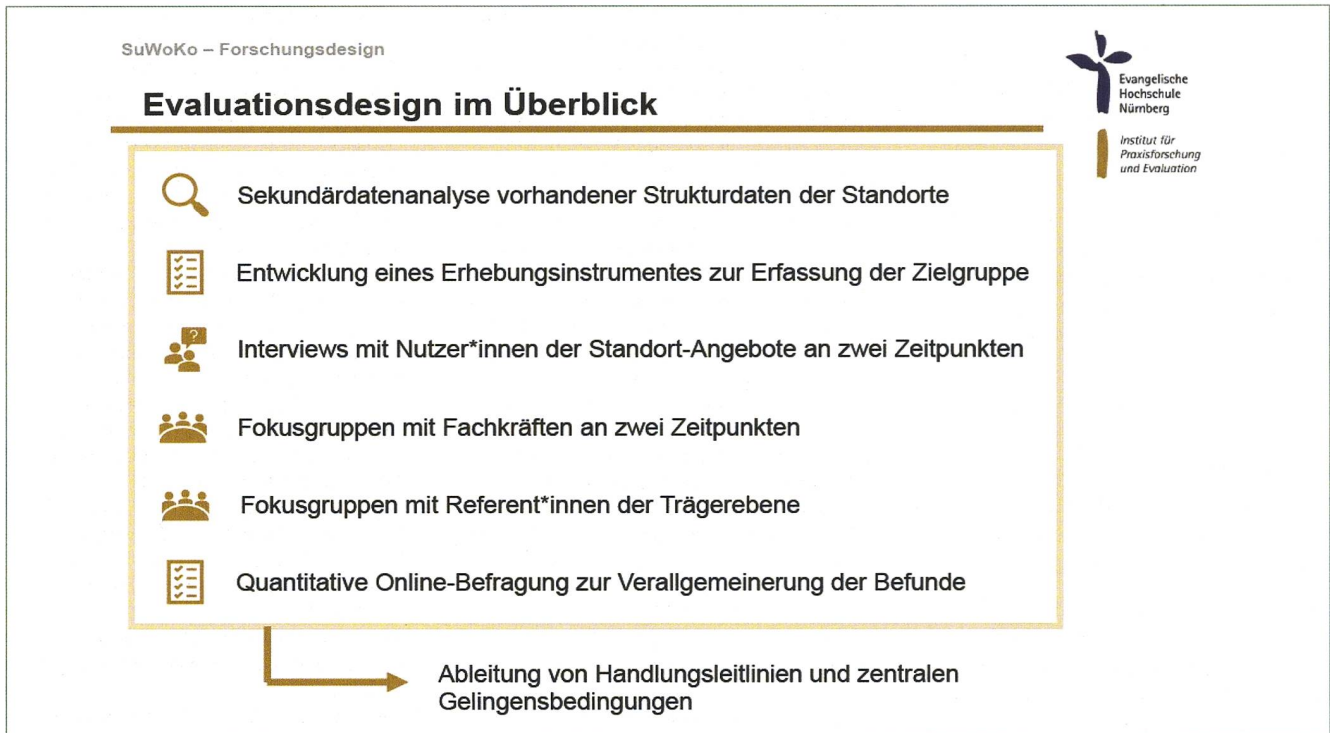 SuWoKo – Forschungsdesign
Evaluationsdesign im Überblick
Evangelische
Hochschule
Nürnberg
Institut für
Praxisforschung
und Evaluation
Sekundärdatenanalyse vorhandener Strukturdaten der Standorte
Entwicklung eines Erhebungsinstrumentes zur Erfassung der Zielgruppe
?
Interviews mit Nutzer*innen der Standort-Angebote an zwei Zeitpunkten
Fokusgruppen mit Fachkräften an zwei Zeitpunkten
Fokusgruppen mit Referent*innen der Trägerebene
Quantitative Online-Befragung zur Verallgemeinerung der Befunde
Ableitung von Handlungsleitlinien und zentralen
Gelingensbedingungen